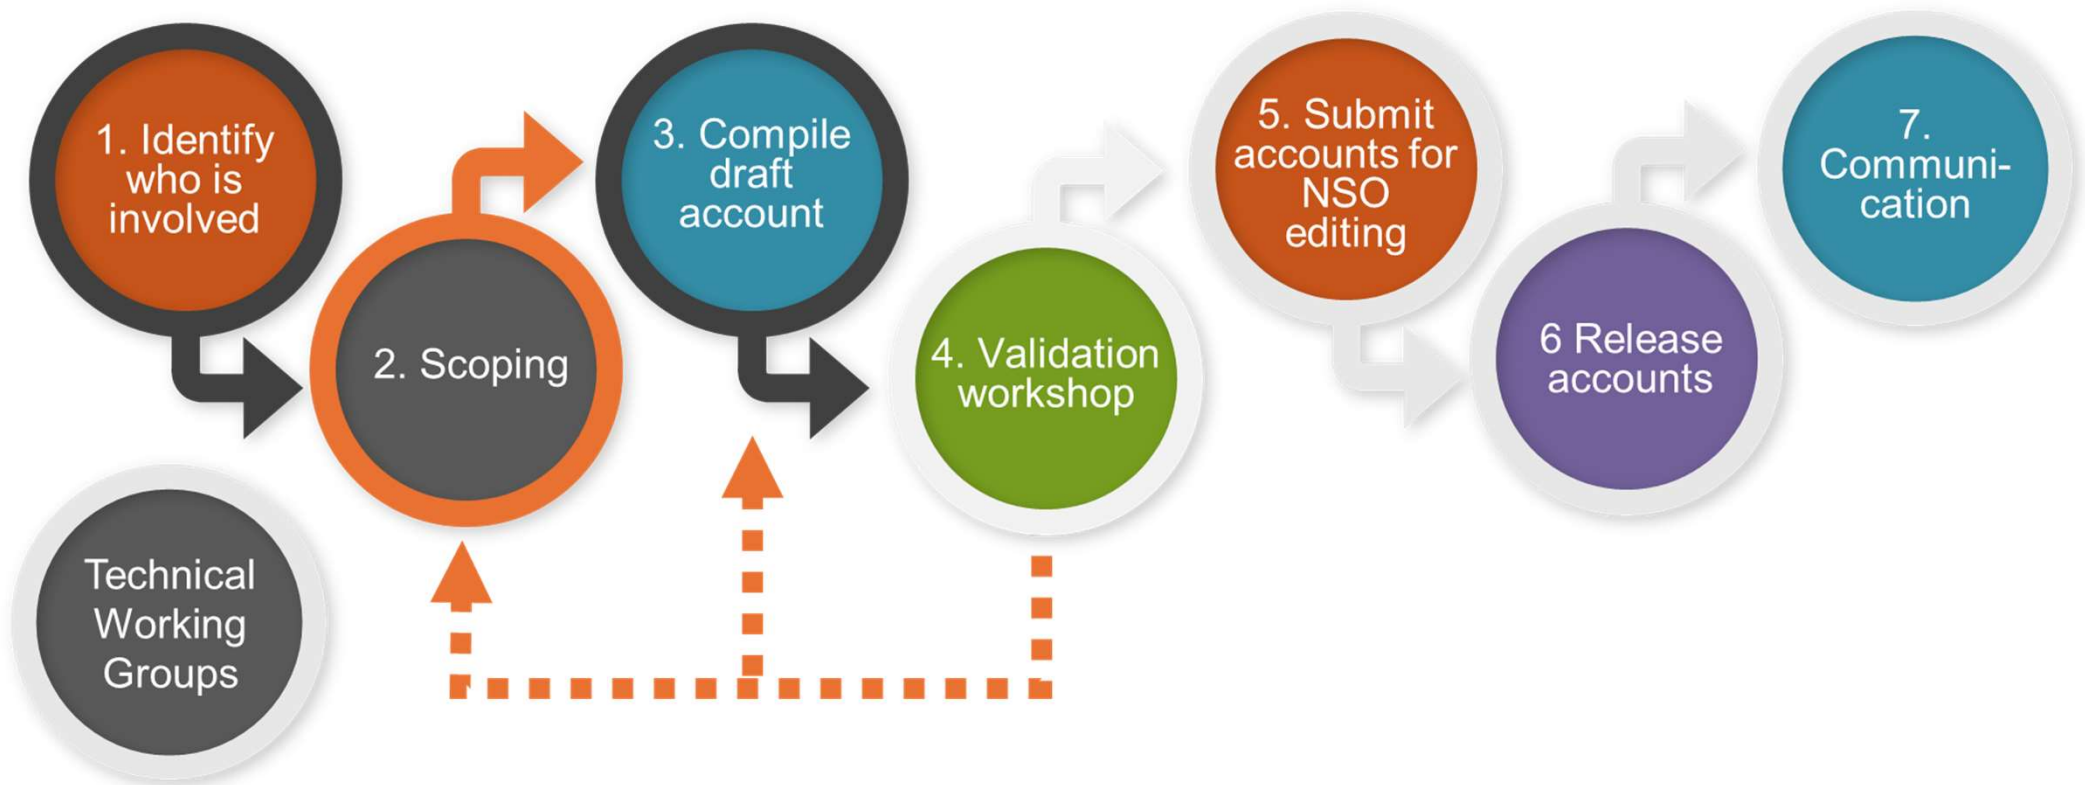 1. Identify
who is
involved
2. Scoping
3. Compile
draft
account
4. Validation
workshop
5. Submit
accounts for
NSO
editing
6 Release
accounts
7.
Communi-
cation
Technical
Working
Groups